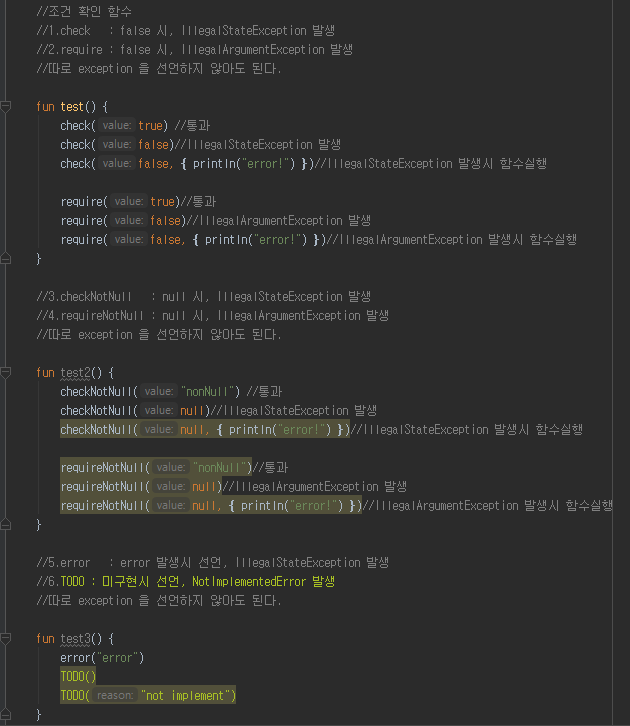 //조건 확인 함수
//1.check   : false 시, IllegalStateException 발생
//2.require : false 시, IllegalArgumentException 발생
//따로 exception 을 선언하지 않아도 된다.
fun test() {
check( value: true) //통과
check( value: false)//IllegalStateException 발생
check( value: false, { println("error!") })//IllegalStateException 발생시 함수실행
require( value: true)//통과
require( value: false)//IllegalArgumentException 발생
require( value: false, { println("error!") })//IllegalArgumentException 발생시 함수실행
}
//3.checkNotNull   : null 시, IllegalStateException 발생
//4.requireNotNull : null 시, IllegalArgumentException 발생
//따로 exception 을 선언하지 않아도 된다.
fun test2() {
checkNotNull( value: "nonNull") //통과
checkNotNull( value: null)//IllegalStateException 발생
checkNotNull( value: null, { println("error!") })//IllegalStateException 발생시 함수실행
requireNotNull( value: "nonNull")//통과
requireNotNull( value: null)//IllegalArgumentException 발생
requireNotNull( value: null, { println("error!") })//IllegalArgumentException 발생시 함수실행
}
//5.error   : error 발생시 선언, IllegalStateException 발생
//6.TODO : 미구현시 선언, NotImplementedError 발생
//따로 exception 을 선언하지 않아도 된다.
fun test3() {
error("error")
TODO()
TODO( reason: "not implement")
}